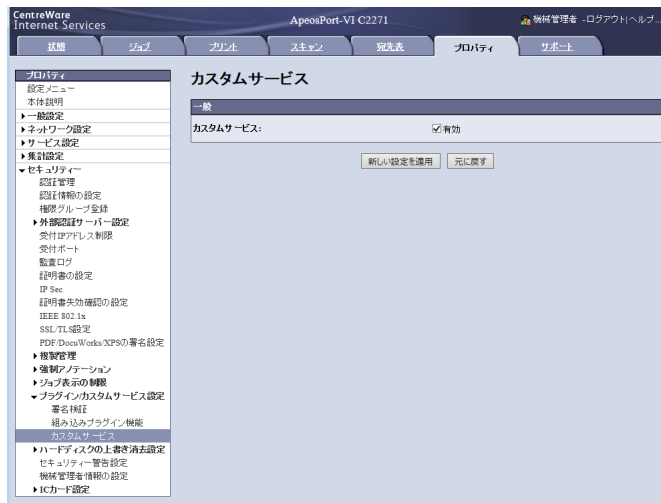 CentreWare
Internet Services
ApeosPort-VI C2271
機械管理者 -ログアウト|ヘルプ...
状態 ジョブ プリント スキャン 宛先表 プロパティ サポート
プロパティ
設定メニュー
本体説明
一般設定
ネットワーク設定
サービス設定
集計設定
セキュリティー
認証管理
認証情報の設定
権限グループ登録
外部認証サーバー設定
受付IPアドレス制限
受付ポート
監査ログ
証明書の設定
IP Sec
証明書失効確認の設定
IEEE 802.1x
SSL/TLS設定
PDF/DocuWorks/XPSの署名設定
複製管理
強制アノテーション
ジョブ表示の制限
プラグイン/カスタムサービス設定
署名検証
組み込みプラグイン機能
カスタムサービス
ハードディスクの上書き消去設定
セキュリティー警告設定
機械管理者情報の設定
ICカード設定
カスタムサービス
一般
カスタムサービス: 有効
新しい設定を適用 元に戻す